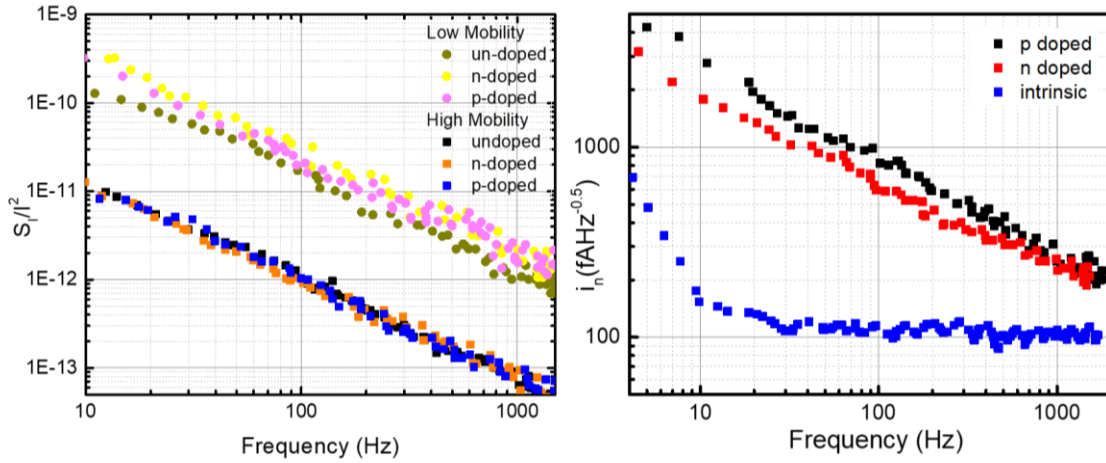 1E-9
1E-10
1E-11
1E-12
1E-13
S_I/I²
Low Mobility
un-doped
n-doped
p-doped
High Mobility
undoped
n-doped
p-doped
10
100
1000
Frequency (Hz)
1000
100
i_n(fAHz^-0.5)
p doped
n doped
intrinsic
10
100
1000
Frequency (Hz)